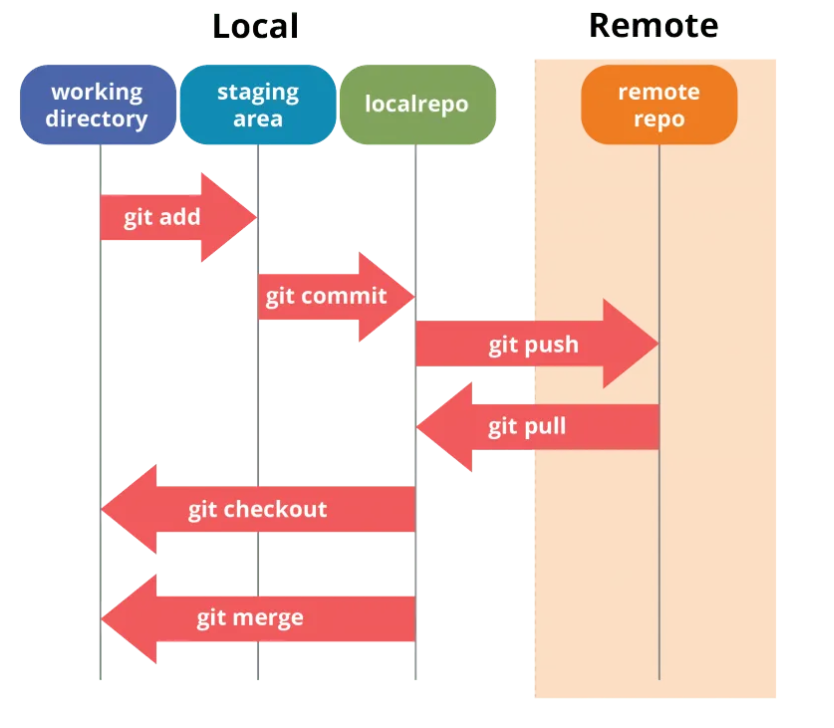 Local
Remote
working
directory
staging
area
localrepo
remote
repo
git add
git commit
git push
git pull
git checkout
git merge